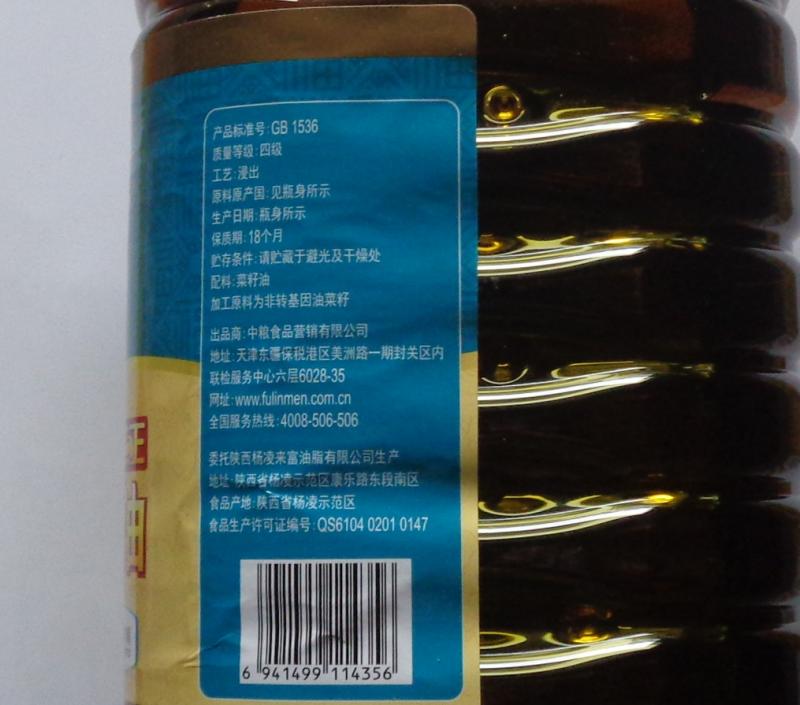 产品标准号:GB 1536
质量等级:四级
工艺:浸出
原料原产国:见瓶身所示
生产日期:瓶身所示
保质期:18个月
贮存条件:请贮藏于避光及干燥处
配料:菜籽油
加工原料为非转基因油菜籽
出品商:中粮食品营销有限公司
地址:天津东疆保税港区美洲路一期封关区内
联检服务中心六层6028-35
网址:www.fulinmen.com.cn
全国服务热线:4008-506-506
委托陕西杨凌来富油脂有限公司生产
地址:陕西省杨凌示范区康乐路东段南区
食品产地:陕西省杨凌示范区
食品生产许可证编号:QS6104 0201 0147
6 941499 114356
正
油